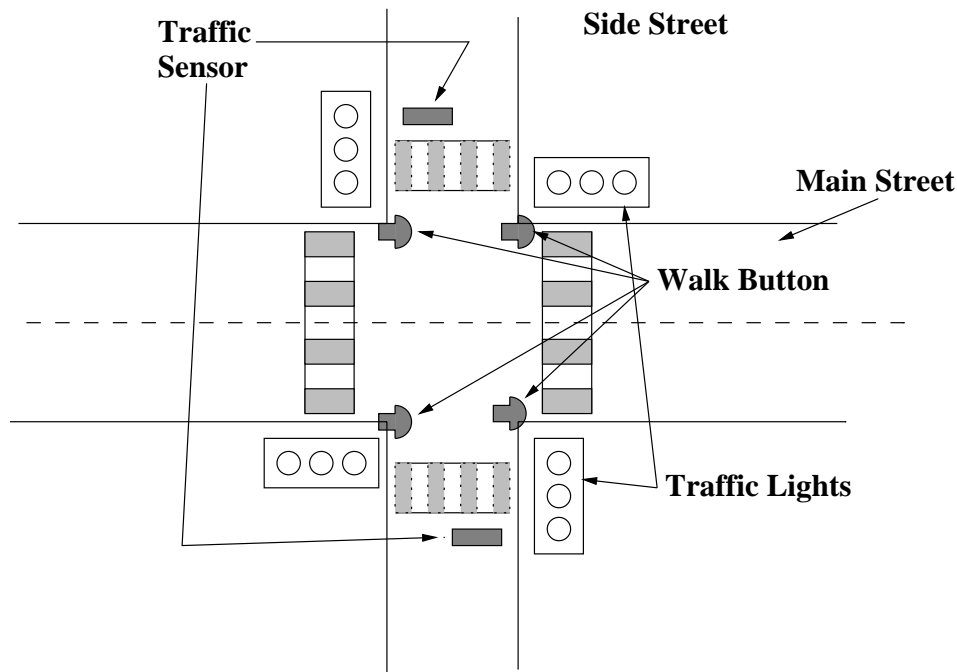 Traffic
Sensor
Side Street
Main Street
Walk Button
Traffic Lights